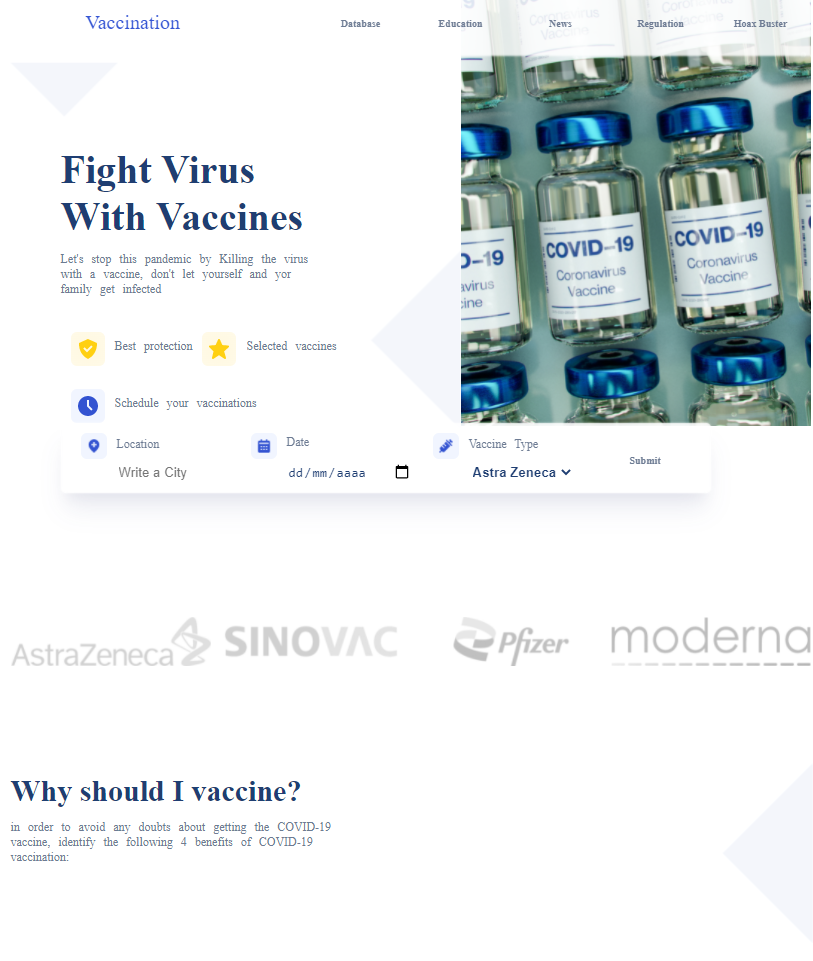 Vaccination
Database
Education
News
Regulation
Hoax Buster
Fight Virus
With Vaccines
Let's stop this pandemic by Killing the virus
with a vaccine, don't let yourself and yor
family get infected
Best protection
Selected vaccines
Schedule your vaccinations
COVID-19
Coronavirus
Vaccine
COVID-19
Coronavirus
Vaccine
Location
Write a City
Date
dd/mm/aaaa
Vaccine Type
Astra Zeneca
Submit
AstraZeneca
SINOVAC
Pfizer
moderna
Why should I vaccine?
in order to avoid any doubts about getting the COVID-19
vaccine, identify the following 4 benefits of COVID-19
vaccination: